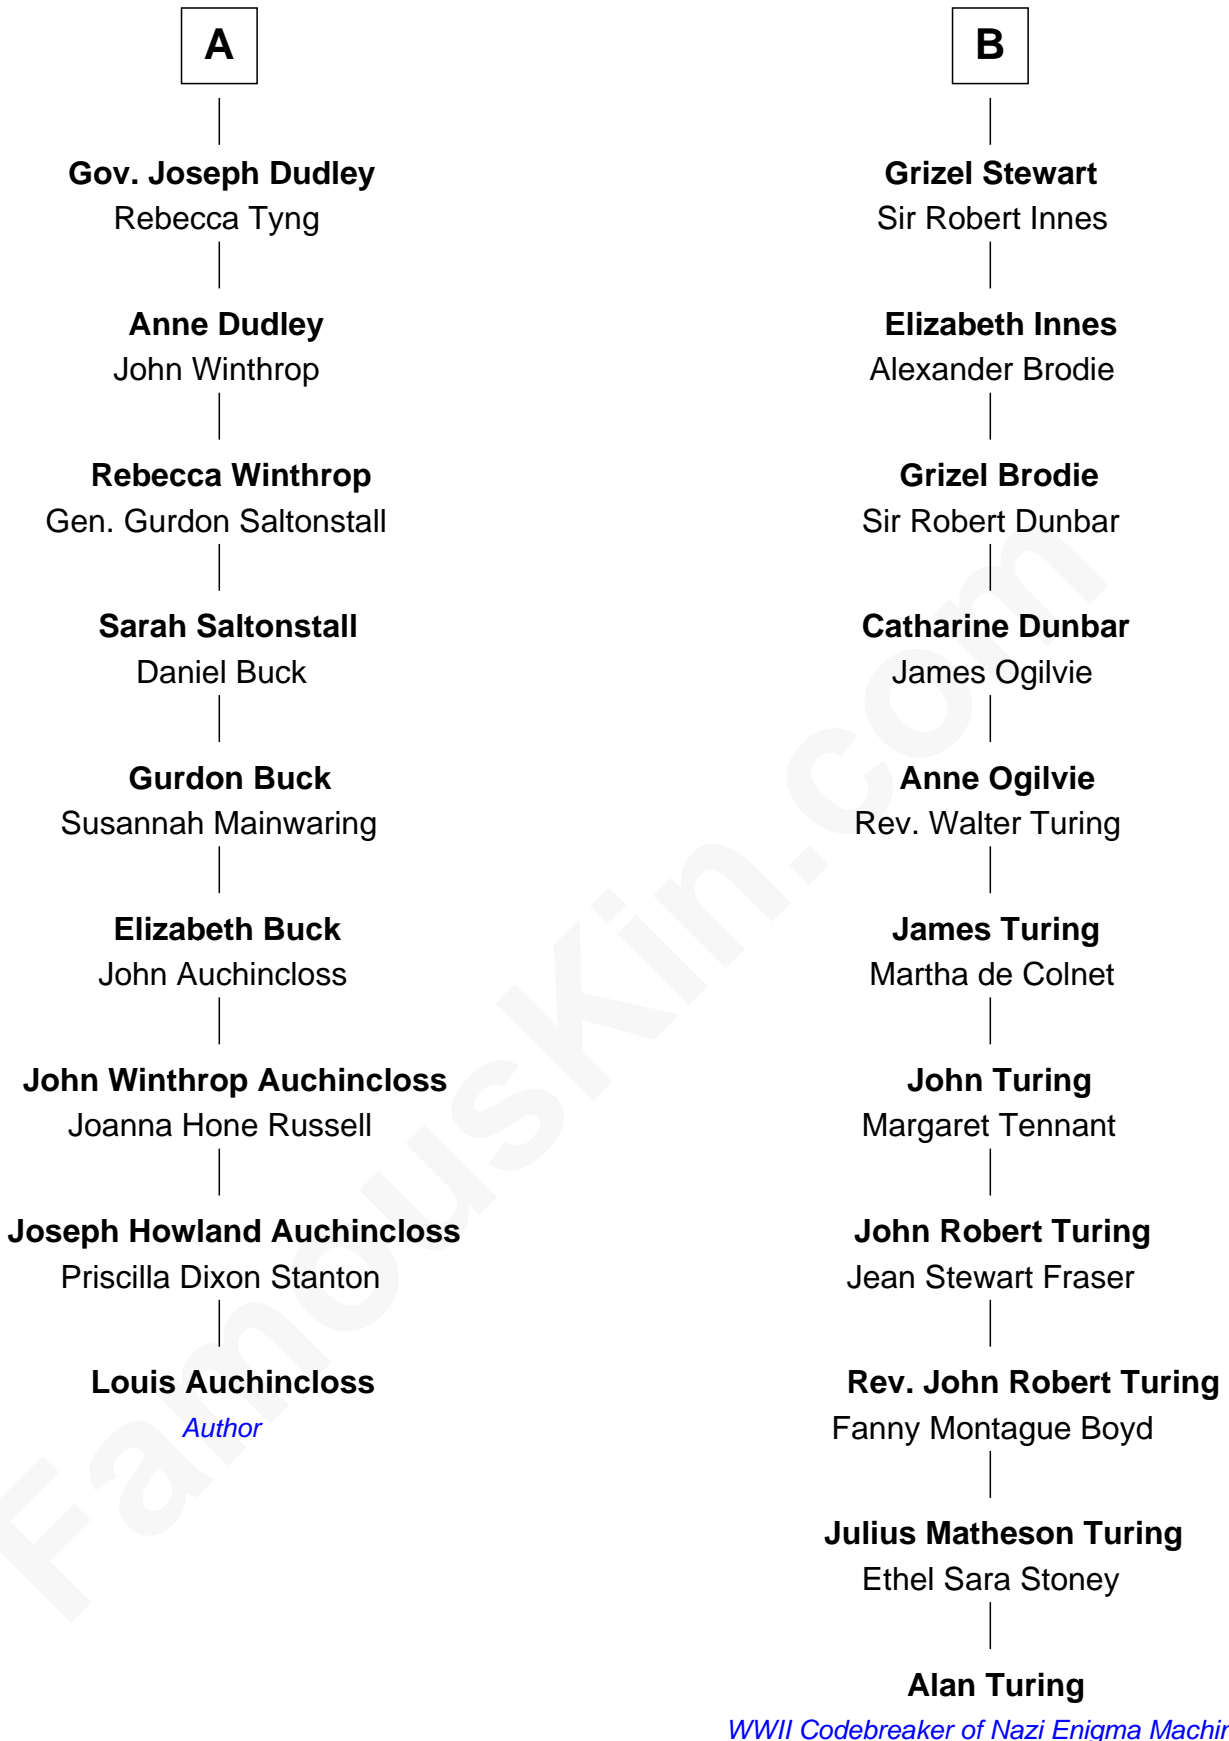 A
Gov. Joseph Dudley
Rebecca Tyng
Anne Dudley
John Winthrop
Rebecca Winthrop
Gen. Gurdon Saltonstall
Sarah Saltonstall
Daniel Buck
Gurdon Buck
Susannah Mainwaring
Elizabeth Buck
John Auchincloss
John Winthrop Auchincloss
Joanna Hone Russell
Joseph Howland Auchincloss
Priscilla Dixon Stanton
Louis Auchincloss
Author
B
Grizel Stewart
Sir Robert Innes
Elizabeth Innes
Alexander Brodie
Grizel Brodie
Sir Robert Dunbar
Catharine Dunbar
James Ogilvie
Anne Ogilvie
Rev. Walter Turing
James Turing
Martha de Colnet
John Turing
Margaret Tennant
John Robert Turing
Jean Stewart Fraser
Rev. John Robert Turing
Fanny Montague Boyd
Julius Matheson Turing
Ethel Sara Stoney
Alan Turing
WWII Codebreaker of Nazi Enigma
FamousKin.com